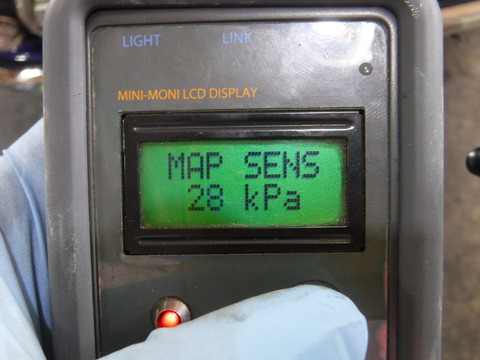 LIGHT LINK
MINI-MONI LCD DISPLAY
MAP SENS
28 kPa